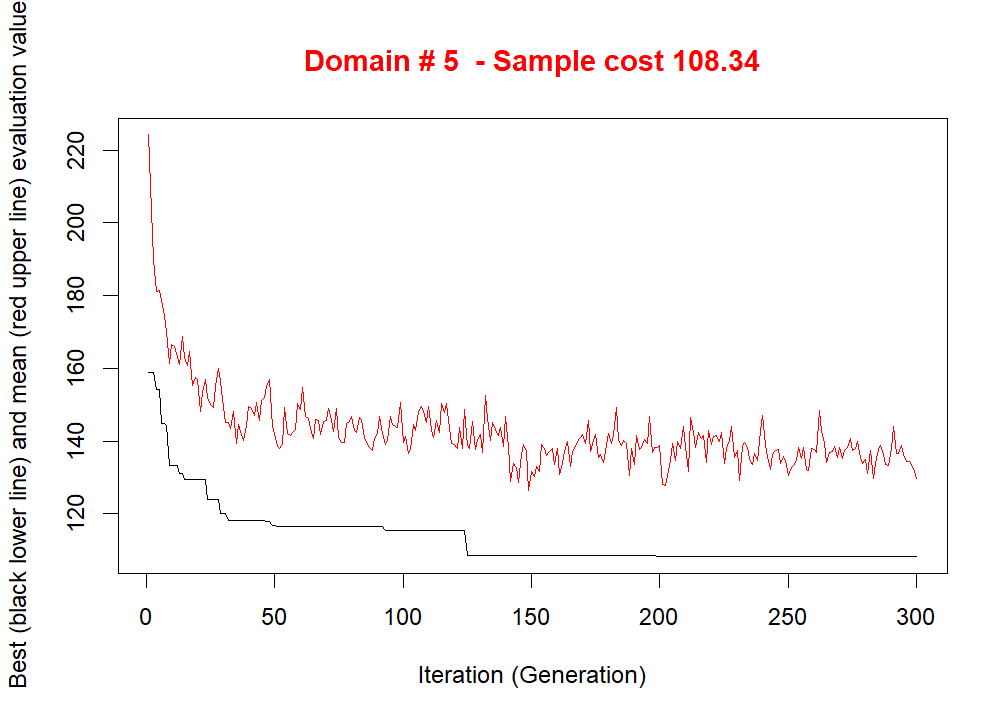 Domain # 5  - Sample cost 108.34
Best (black lower line) and mean (red upper line) evaluation value
220
200
180
160
140
120
0 50 100 150 200 250 300
Iteration (Generation)